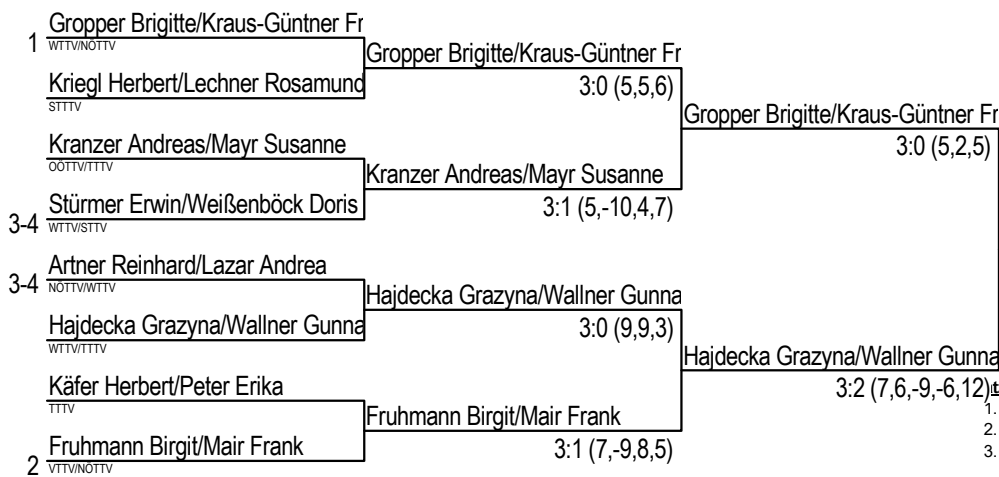 Gropper Brigitte/Kraus-Güntner Fr
1 WTTV/NÖTTV
Gropper Brigitte/Kraus-Güntner Fr
Kriegl Herbert/Lechner Rosamund
3:0 (5,5,6)
STTTV
Gropper Brigitte/Kraus-Güntner Fr
Kranzer Andreas/Mayr Susanne
3:0 (5,2,5)
OÖTTV/TTTV
Kranzer Andreas/Mayr Susanne
Stürmer Erwin/Weißenböck Doris
3:1 (5,-10,4,7)
3-4 WTTV/STTV
Artner Reinhard/Lazar Andrea
3-4 NÖTTV/WTTV
Hajdecka Grazyna/Wallner Gunna
Hajdecka Grazyna/Wallner Gunna
3:0 (9,9,3)
WTTV/TTTV
Hajdecka Grazyna/Wallner Gunna
Käfer Herbert/Peter Erika
3:2 (7,6,-9,-6,12)
TTTV
1.
Fruhmann Birgit/Mair Frank
2.
Fruhmann Birgit/Mair Frank
3:1 (7,-9,8,5)
3.
2 VTTV/NÖTTV